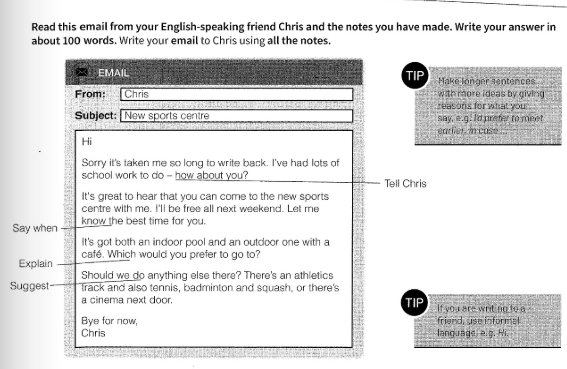 Read this email from your English-speaking friend Chris and the notes you have made. Write your answer in
about 100 words. Write your email to Chris using all the notes.
EMAIL
From: Chris
Subject: New sports centre
Hi
Sorry it's taken me so long to write back. I've had lots of
school work to do – how about you?
Tell Chris
It's great to hear that you can come to the new sports
centre with me. I'll be free all next weekend. Let me
know the best time for you.
Say when
It's got both an indoor pool and an outdoor one with a
café. Which would you prefer to go to?
Explain
Should we do anything else there? There's an athletics
Suggest
track and also tennis, badminton and squash, or there's
a cinema next door.
Bye for now,
Chris
TIP
Make longer sentences
with more ideas by giving
reasons for what you
say, e.g. I'd prefer to meet
earlier, in case ...
TIP
If you are writing to a
friend, use informal
language, e.g. Hi.